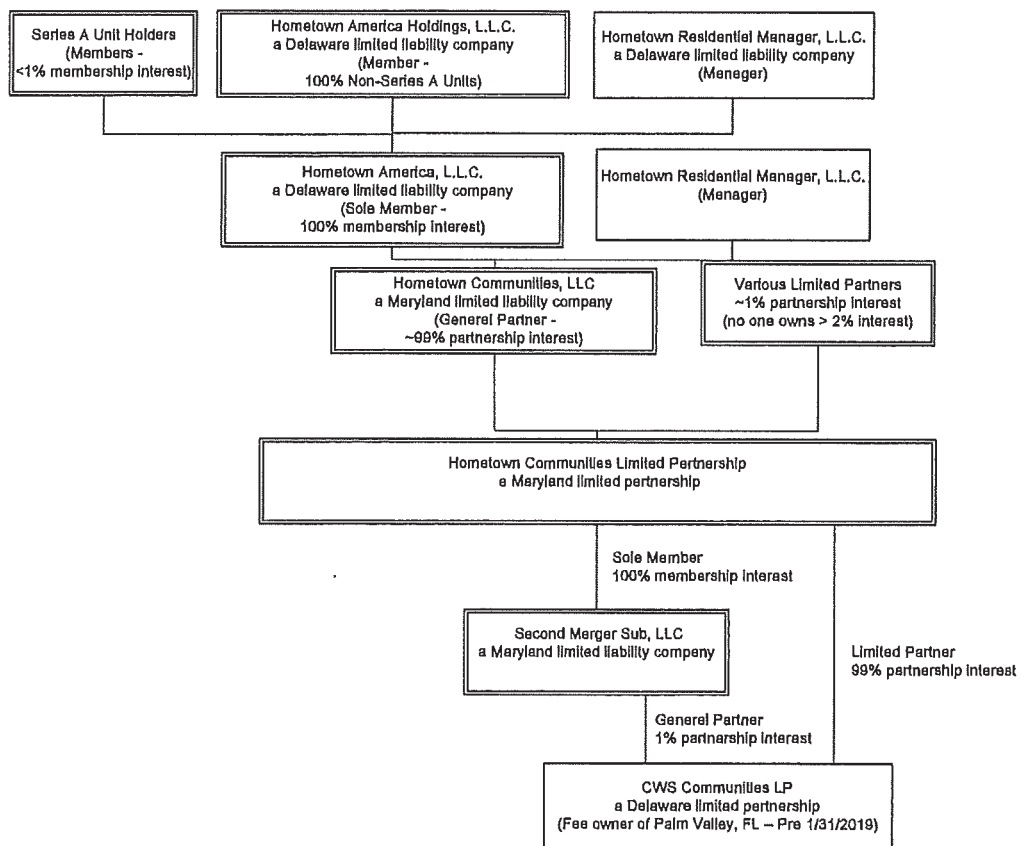 Series A Unit Holders
(Members -
<1% membership interest)
Hometown America Holdings, L.L.C.
a Delaware limited liability company
(Member -
100% Non-Series A Units)
Hometown Residential Manager, L.L.C.
a Delaware limited liability company
(Manager)
Hometown America, L.L.C.
a Delaware limited liability company
(Sole Member -
100% membership interest)
Hometown Residential Manager, L.L.C.
(Manager)
Hometown Communities, LLC
a Maryland limited liability company
(General Partner -
~99% partnership interest)
Various Limited Partners
~1% partnership interest
(no one owns > 2% interest)
Hometown Communities Limited Partnership
a Maryland limited partnership
Sole Member
100% membership interest
Second Merger Sub, LLC
a Maryland limited liability company
Limited Partner
99% partnership interest
General Partner
1% partnership interest
CWS Communities LP
a Delaware limited partnership
(Fee owner of Palm Valley, FL – Pre 1/31/2019)